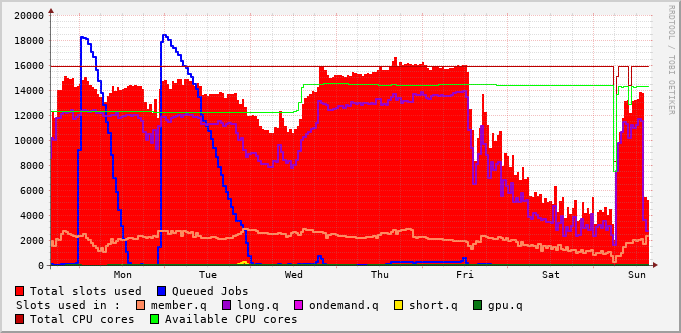 20000
18000
16000
14000
12000
10000
8000
6000
4000
2000
0
Mon Tue Wed Thu Fri Sat Sun
Total slots used Queued Jobs
Slots used in : member.q long.q ondemand.q short.q gpu.q
Total CPU cores Available CPU cores
RRDTOOL / TOBI OETIKER